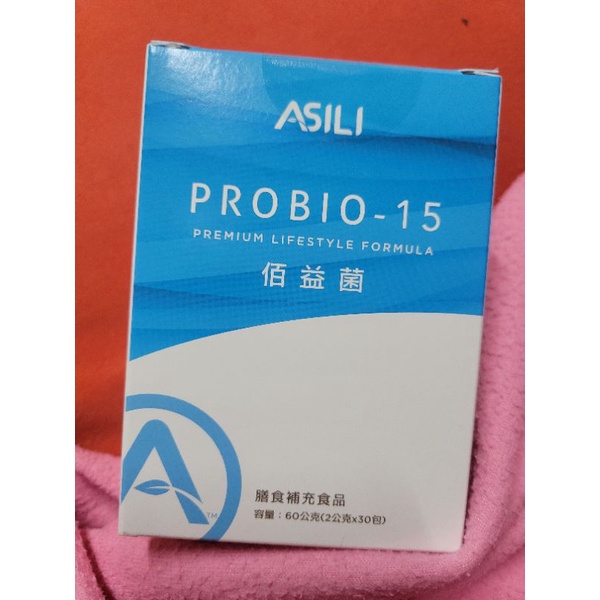 ASILI
PROBIO-15
PREMIUM LIFESTYLE FORMULA
佰益菌
膳食補充食品
容量：60公克(2公克x30包)
TM